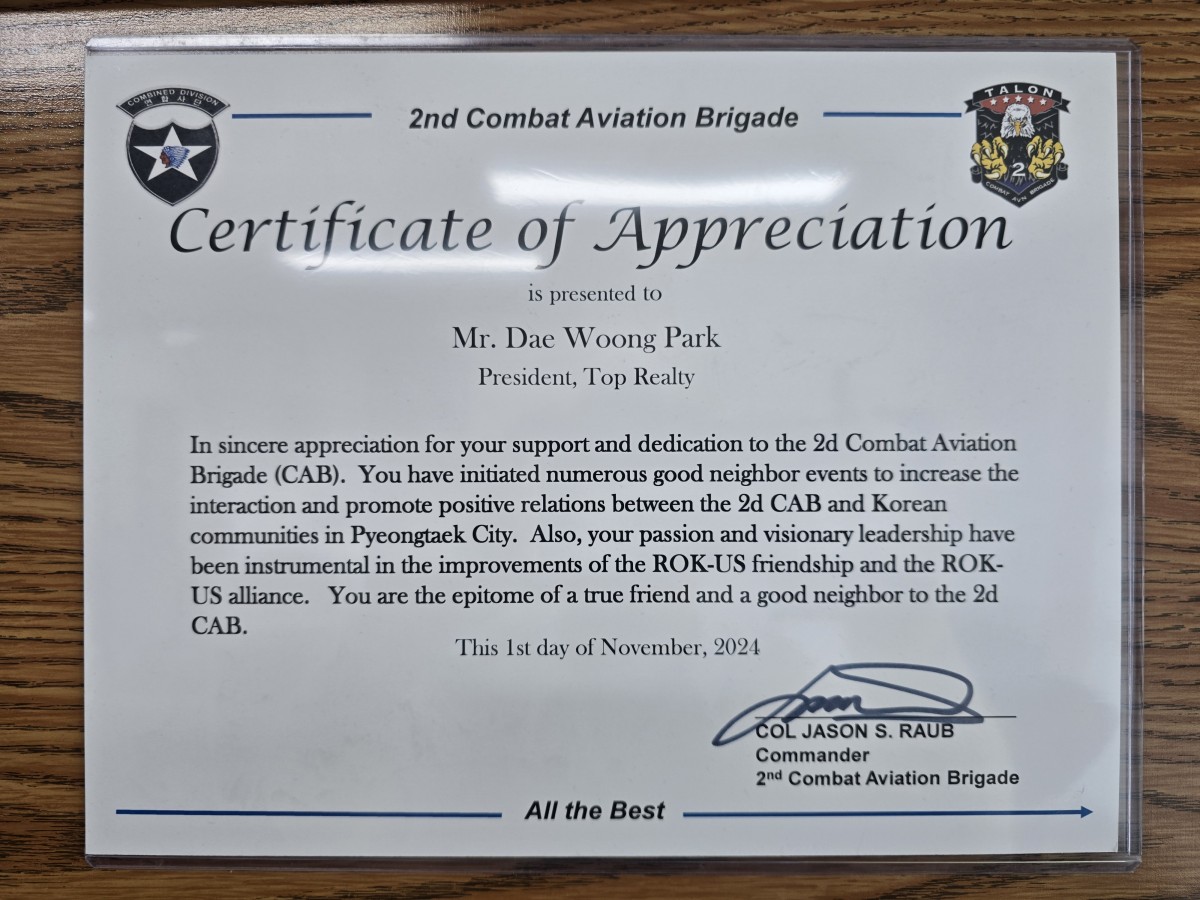 COMBINED DIVISION
연합사단
2nd Combat Aviation Brigade
TALON
2
COMBAT AVN BRIGADE
Certificate of Appreciation
is presented to
Mr. Dae Woong Park
President, Top Realty
In sincere appreciation for your support and dedication to the 2d Combat Aviation
Brigade (CAB).  You have initiated numerous good neighbor events to increase the
interaction and promote positive relations between the 2d CAB and Korean
communities in Pyeongtaek City.  Also, your passion and visionary leadership have
been instrumental in the improvements of the ROK-US friendship and the ROK-
US alliance.   You are the epitome of a true friend and a good neighbor to the 2d
CAB.
This 1st day of November, 2024
COL JASON S. RAUB
Commander
2nd Combat Aviation Brigade
All the Best